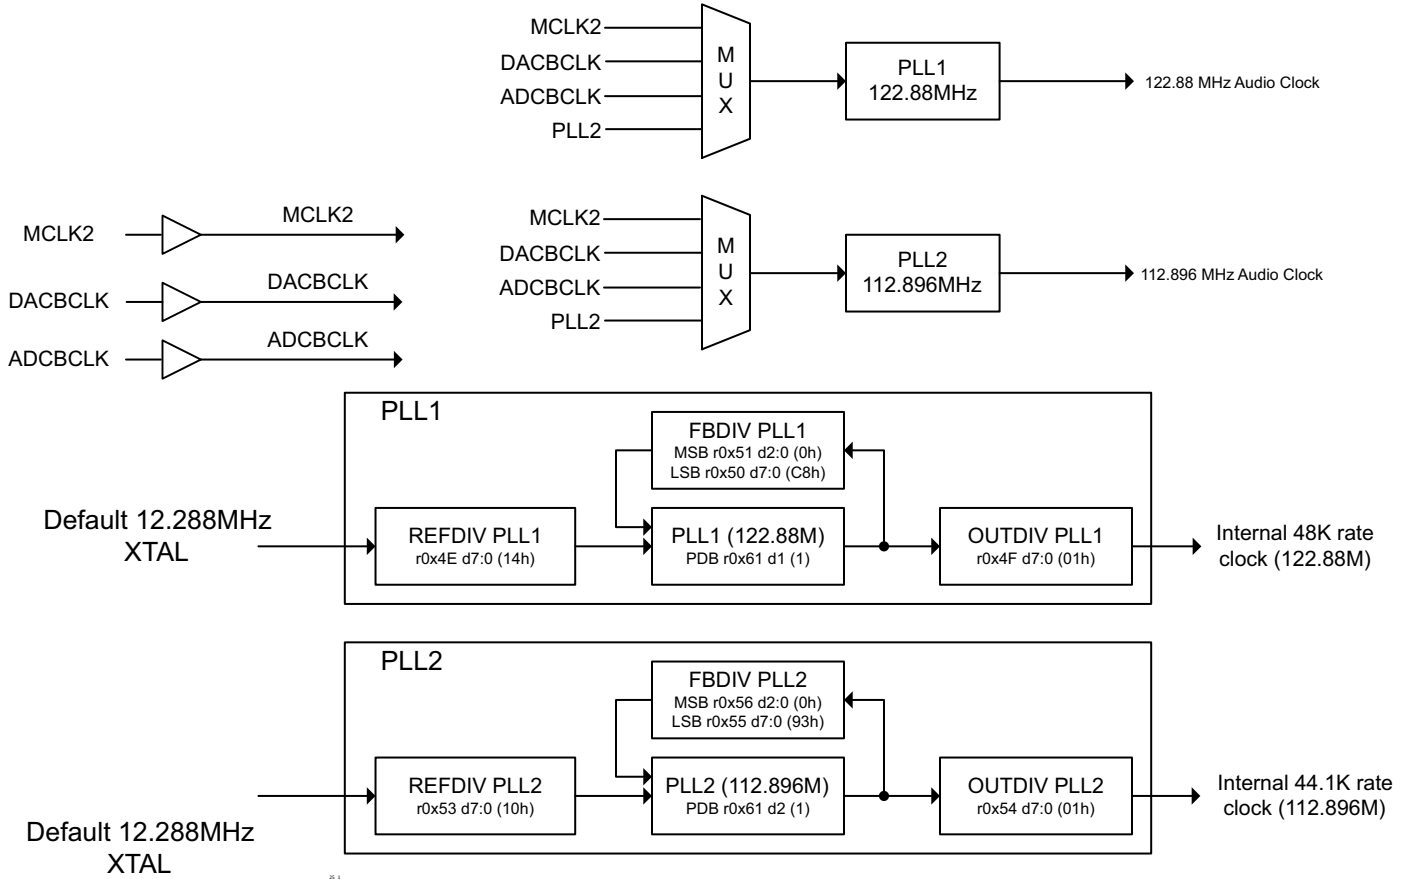 MCLK2
DACBCLK
ADCBCLK
PLL2
M
U
X
PLL1
122.88MHz
122.88 MHz Audio Clock
MCLK2
MCLK2
DACBCLK
DACBCLK
ADCBCLK
ADCBCLK
MCLK2
DACBCLK
ADCBCLK
PLL2
M
U
X
PLL2
112.896MHz
112.896 MHz Audio Clock
PLL1
FBDIV PLL1
MSB r0x51 d2:0 (0h)
LSB r0x50 d7:0 (C8h)
Default 12.288MHz
XTAL
REFDIV PLL1
r0x4E d7:0 (14h)
PLL1 (122.88M)
PDB r0x61 d1 (1)
OUTDIV PLL1
r0x4F d7:0 (01h)
Internal 48K rate
clock (122.88M)
PLL2
FBDIV PLL2
MSB r0x56 d2:0 (0h)
LSB r0x55 d7:0 (93h)
Default 12.288MHz
XTAL
REFDIV PLL2
r0x53 d7:0 (10h)
PLL2 (112.896M)
PDB r0x61 d2 (1)
OUTDIV PLL2
r0x54 d7:0 (01h)
Internal 44.1K rate
clock (112.896M)